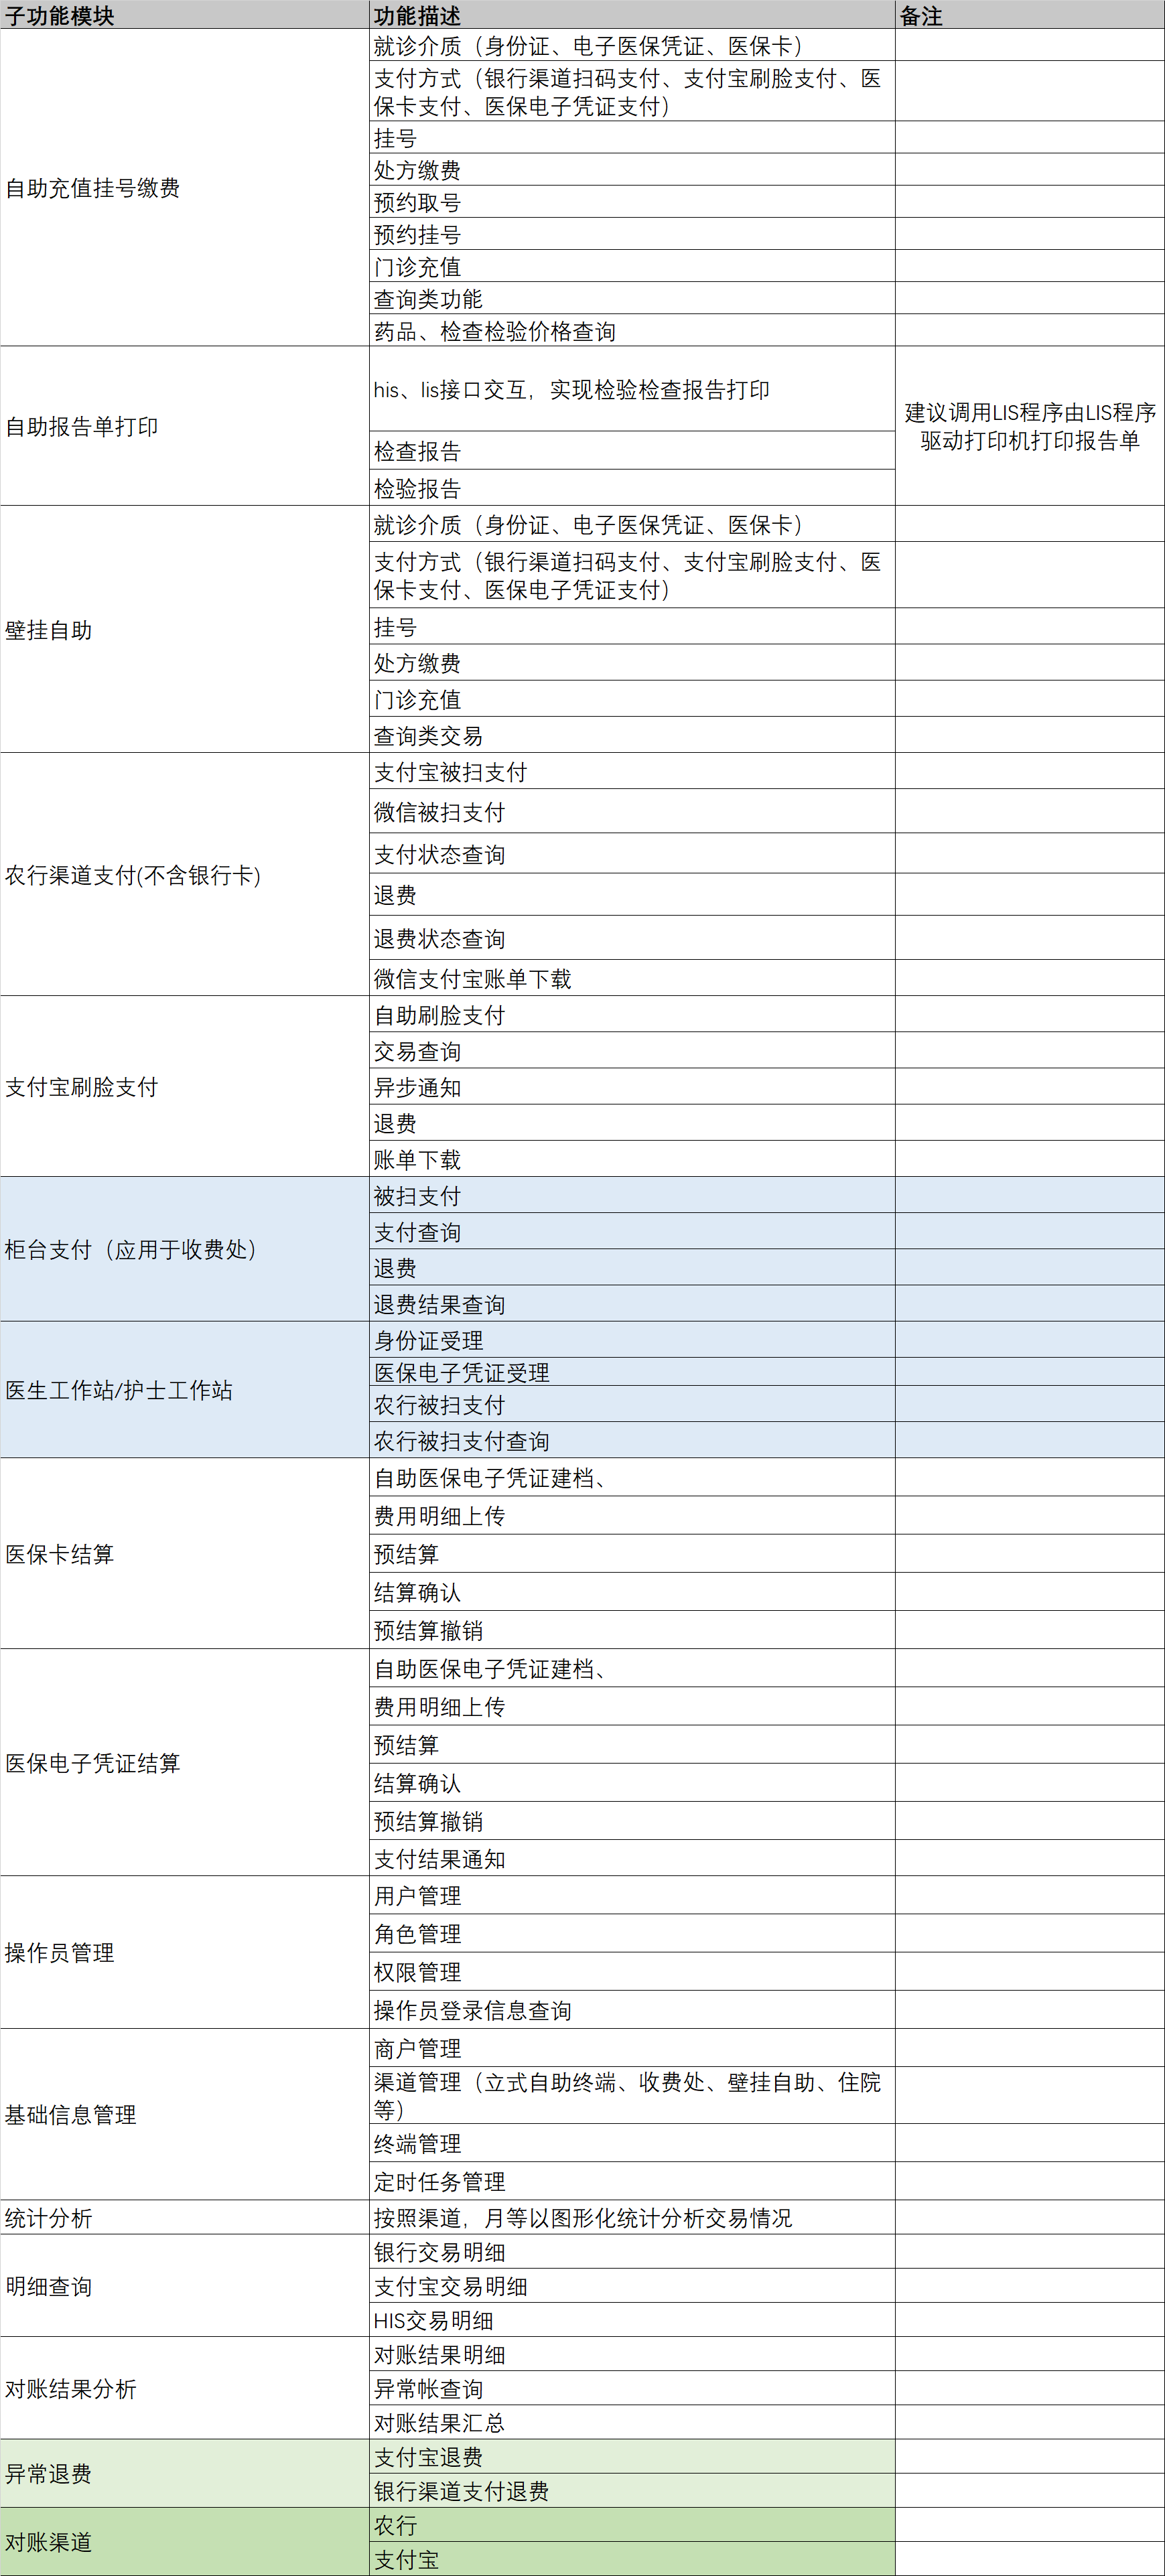 子功能模块 功能描述 备注
自助充值挂号缴费
就诊介质（身份证、电子医保凭证、医保卡）
支付方式（银行渠道扫码支付、支付宝刷脸支付、医
保卡支付、医保电子凭证支付）
挂号
处方缴费
预约取号
预约挂号
门诊充值
查询类功能
药品、检查检验价格查询
自助报告单打印
his、lis接口交互，实现检验检查报告打印
检查报告
检验报告
建议调用LIS程序由LIS程序
驱动打印机打印报告单
壁挂自助
就诊介质（身份证、电子医保凭证、医保卡）
支付方式（银行渠道扫码支付、支付宝刷脸支付、医
保卡支付、医保电子凭证支付）
挂号
处方缴费
门诊充值
查询类交易
农行渠道支付(不含银行卡)
支付宝被扫支付
微信被扫支付
支付状态查询
退费
退费状态查询
微信支付宝账单下载
支付宝刷脸支付
自助刷脸支付
交易查询
异步通知
退费
账单下载
柜台支付（应用于收费处）
被扫支付
支付查询
退费
退费结果查询
医生工作站/护士工作站
身份证受理
医保电子凭证受理
农行被扫支付
农行被扫支付查询
医保卡结算
自助医保电子凭证建档、
费用明细上传
预结算
结算确认
预结算撤销
医保电子凭证结算
自助医保电子凭证建档、
费用明细上传
预结算
结算确认
预结算撤销
支付结果通知
操作员管理
用户管理
角色管理
权限管理
操作员登录信息查询
基础信息管理
商户管理
渠道管理（立式自助终端、收费处、壁挂自助、住院
等）
终端管理
定时任务管理
统计分析
按照渠道，月等以图形化统计分析交易情况
明细查询
银行交易明细
支付宝交易明细
HIS交易明细
对账结果分析
对账结果明细
异常帐查询
对账结果汇总
异常退费
支付宝退费
银行渠道支付退费
对账渠道
农行
支付宝